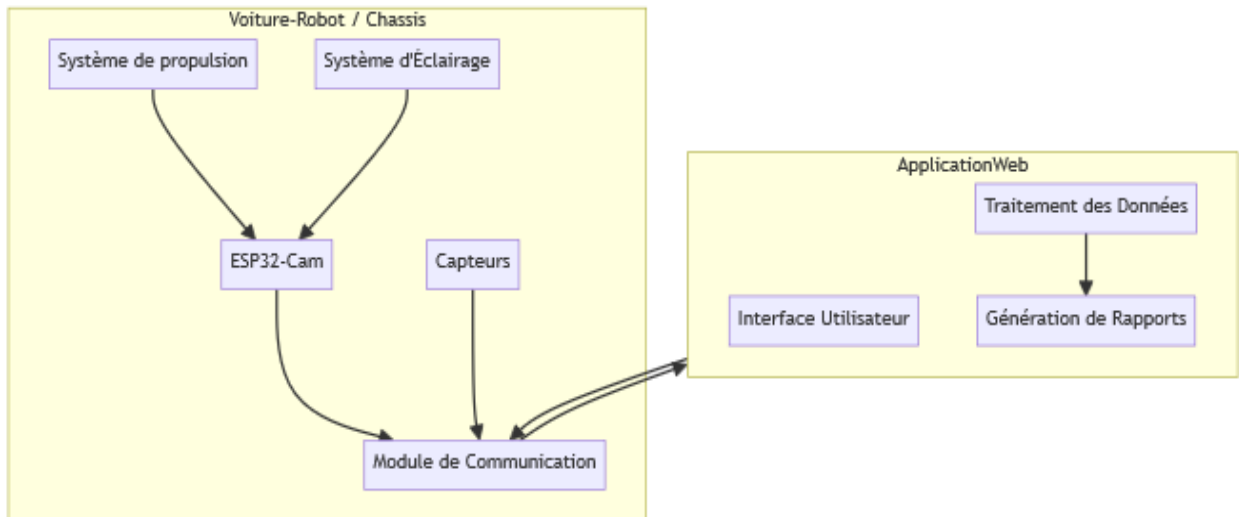 Voiture-Robot / Chassis
Système de propulsion
Système d'Éclairage
ESP32-Cam
Capteurs
Module de Communication
ApplicationWeb
Traitement des Données
Interface Utilisateur
Génération de Rapports